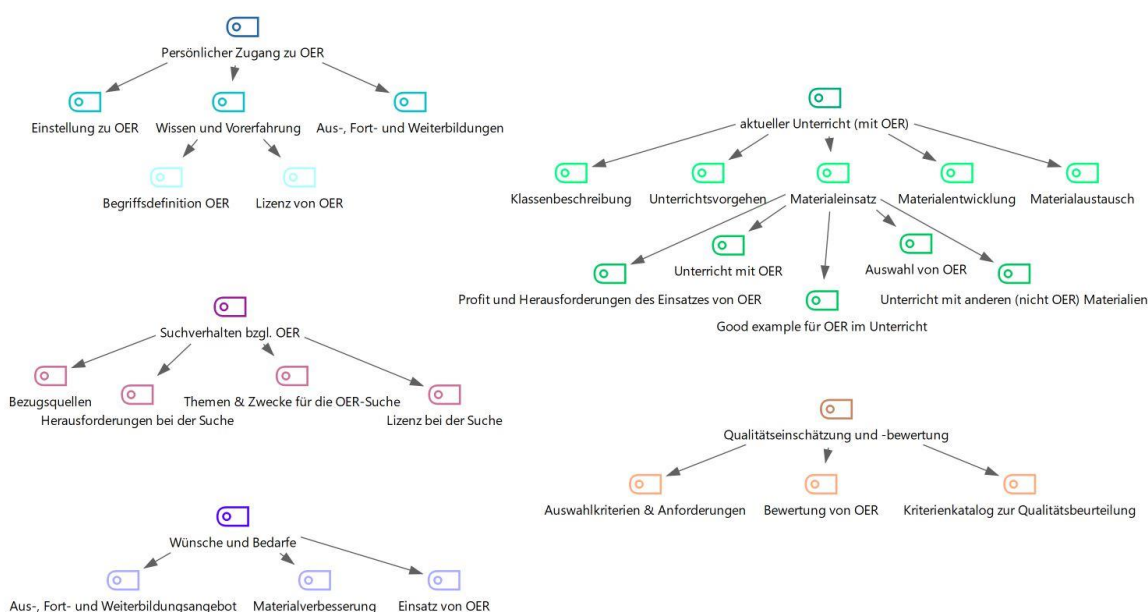 Persönlicher Zugang zu OER
Einstellung zu OER
Wissen und Vorerfahrung
Aus-, Fort- und Weiterbildungen
Begriffsdefinition OER
Lizenz von OER
aktueller Unterricht (mit OER)
Klassenbeschreibung
Unterrichtsvorgehen
Materialeinsatz
Materialentwicklung
Materialaustausch
Unterricht mit OER
Auswahl von OER
Profit und Herausforderungen des Einsatzes von OER
Unterricht mit anderen (nicht OER) Materialien
Good example für OER im Unterricht
Suchverhalten bzgl. OER
Bezugsquellen
Themen & Zwecke für die OER-Suche
Herausforderungen bei der Suche
Lizenz bei der Suche
Qualitätseinschätzung und -bewertung
Auswahlkriterien & Anforderungen
Bewertung von OER
Kriterienkatalog zur Qualitätsbeurteilung
Wünsche und Bedarfe
Aus-, Fort- und Weiterbildungsangebot
Materialverbesserung
Einsatz von OER